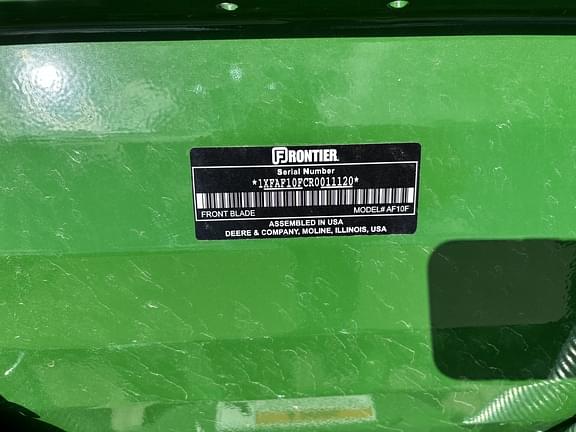 FRONTIER
Serial Number
*1XFAF10FCR0011120*
FRONT BLADE MODEL# AF10F
ASSEMBLED IN USA
DEERE & COMPANY, MOLINE, ILLINOIS, USA